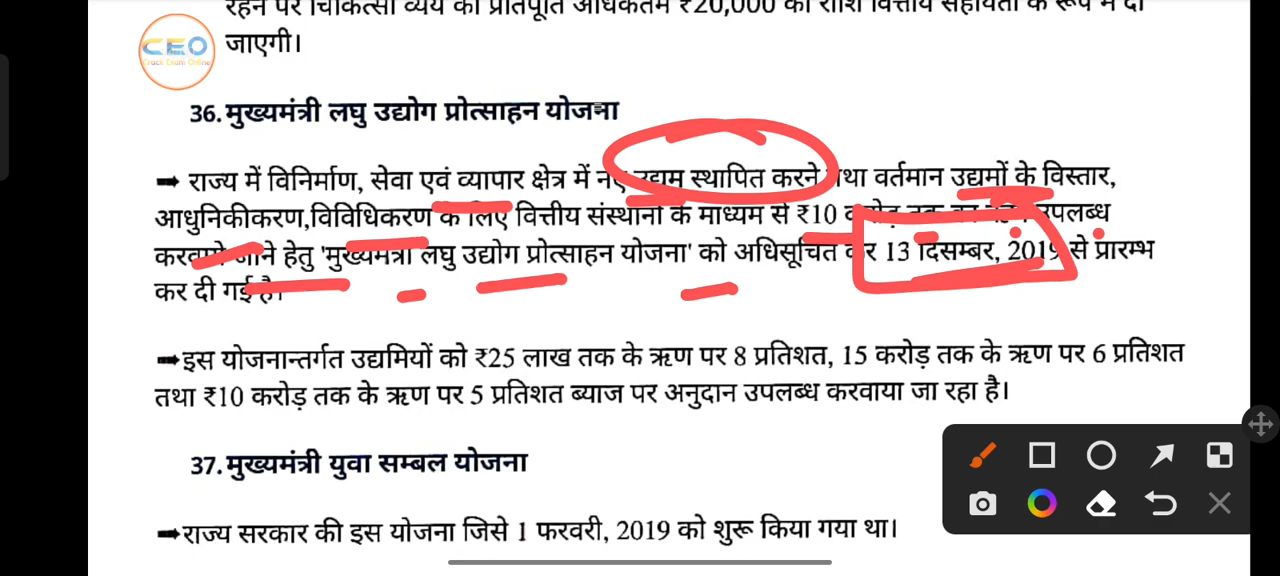 रहने पर चिकित्सा व्यय की प्रतिपूर्ति अधिकतम ₹20,000 की राशि वित्तीय सहायता के रूप में दी
जाएगी।
CEO
Crack Exam Online
36. मुख्यमंत्री लघु उद्योग प्रोत्साहन योजना
➡ राज्य में विनिर्माण, सेवा एवं व्यापार क्षेत्र में नए उद्यम स्थापित करने तथा वर्तमान उद्यमों के विस्तार,
आधुनिकीकरण,विविधिकरण के लिए वित्तीय संस्थानों के माध्यम से ₹10 करोड़ तक का ऋण उपलब्ध
करवाये जाने हेतु 'मुख्यमंत्री लघु उद्योग प्रोत्साहन योजना' को अधिसूचित कर 13 दिसम्बर, 2019 से प्रारम्भ
कर दी गई है।
➡इस योजनान्तर्गत उद्यमियों को ₹25 लाख तक के ऋण पर 8 प्रतिशत, 15 करोड़ तक के ऋण पर 6 प्रतिशत
तथा ₹10 करोड़ तक के ऋण पर 5 प्रतिशत ब्याज पर अनुदान उपलब्ध करवाया जा रहा है।
37. मुख्यमंत्री युवा सम्बल योजना
➡राज्य सरकार की इस योजना जिसे 1 फरवरी, 2019 को शुरू किया गया था।